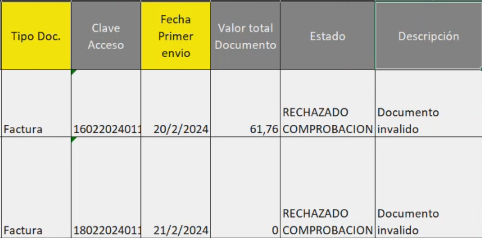 Tipo Doc.
Clave
Acceso
Fecha
Primer
envio
Valor total
Documento
Estado
Descripción
Factura
16022024011
20/2/2024
61,76
RECHAZADO
COMPROBACION
Documento
invalido
Factura
18022024011
21/2/2024
0
RECHAZADO
COMPROBACION
Documento
invalido